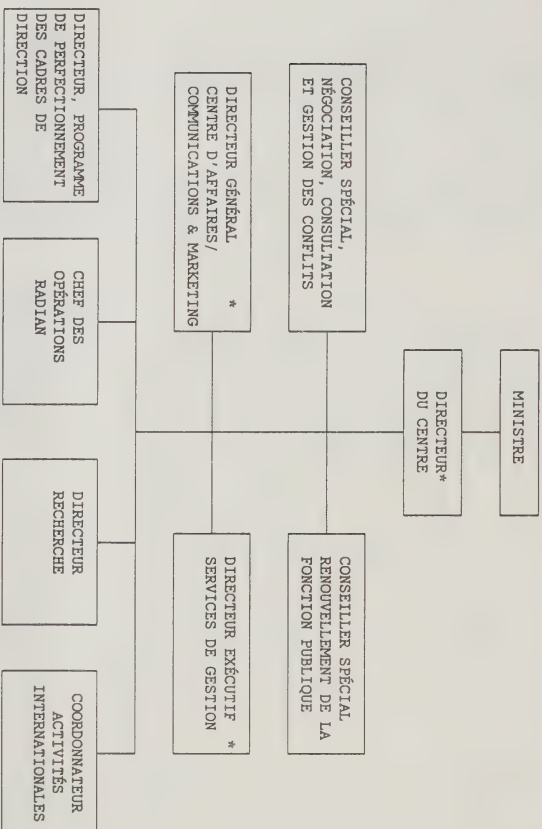 MINISTRE
DIRECTEUR*
DU CENTRE
CONSEILLER SPÉCIAL,
NÉGOCIATION, CONSULTATION
ET GESTION DES CONFLITS
CONSEILLER SPÉCIAL
RENOUVELLEMENT DE LA
FONCTION PUBLIQUE
DIRECTEUR GÉNÉRAL *
CENTRE D'AFFAIRES/
COMMUNICATIONS & MARKETING
DIRECTEUR EXÉCUTIF *
SERVICES DE GESTION
DIRECTEUR, PROGRAMME
DE PERFECTIONNEMENT
DES CADRES DE
DIRECTION
CHEF DES
OPÉRATIONS
RADIAN
DIRECTEUR
RECHERCHE
COORDONNATEUR
ACTIVITÉS
INTERNATIONALES